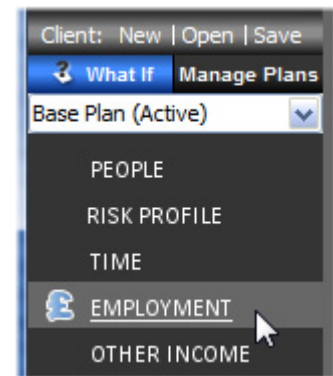 Client: New | Open | Save
What If Manage Plans
Base Plan (Active)
PEOPLE
RISK PROFILE
TIME
£ EMPLOYMENT
OTHER INCOME